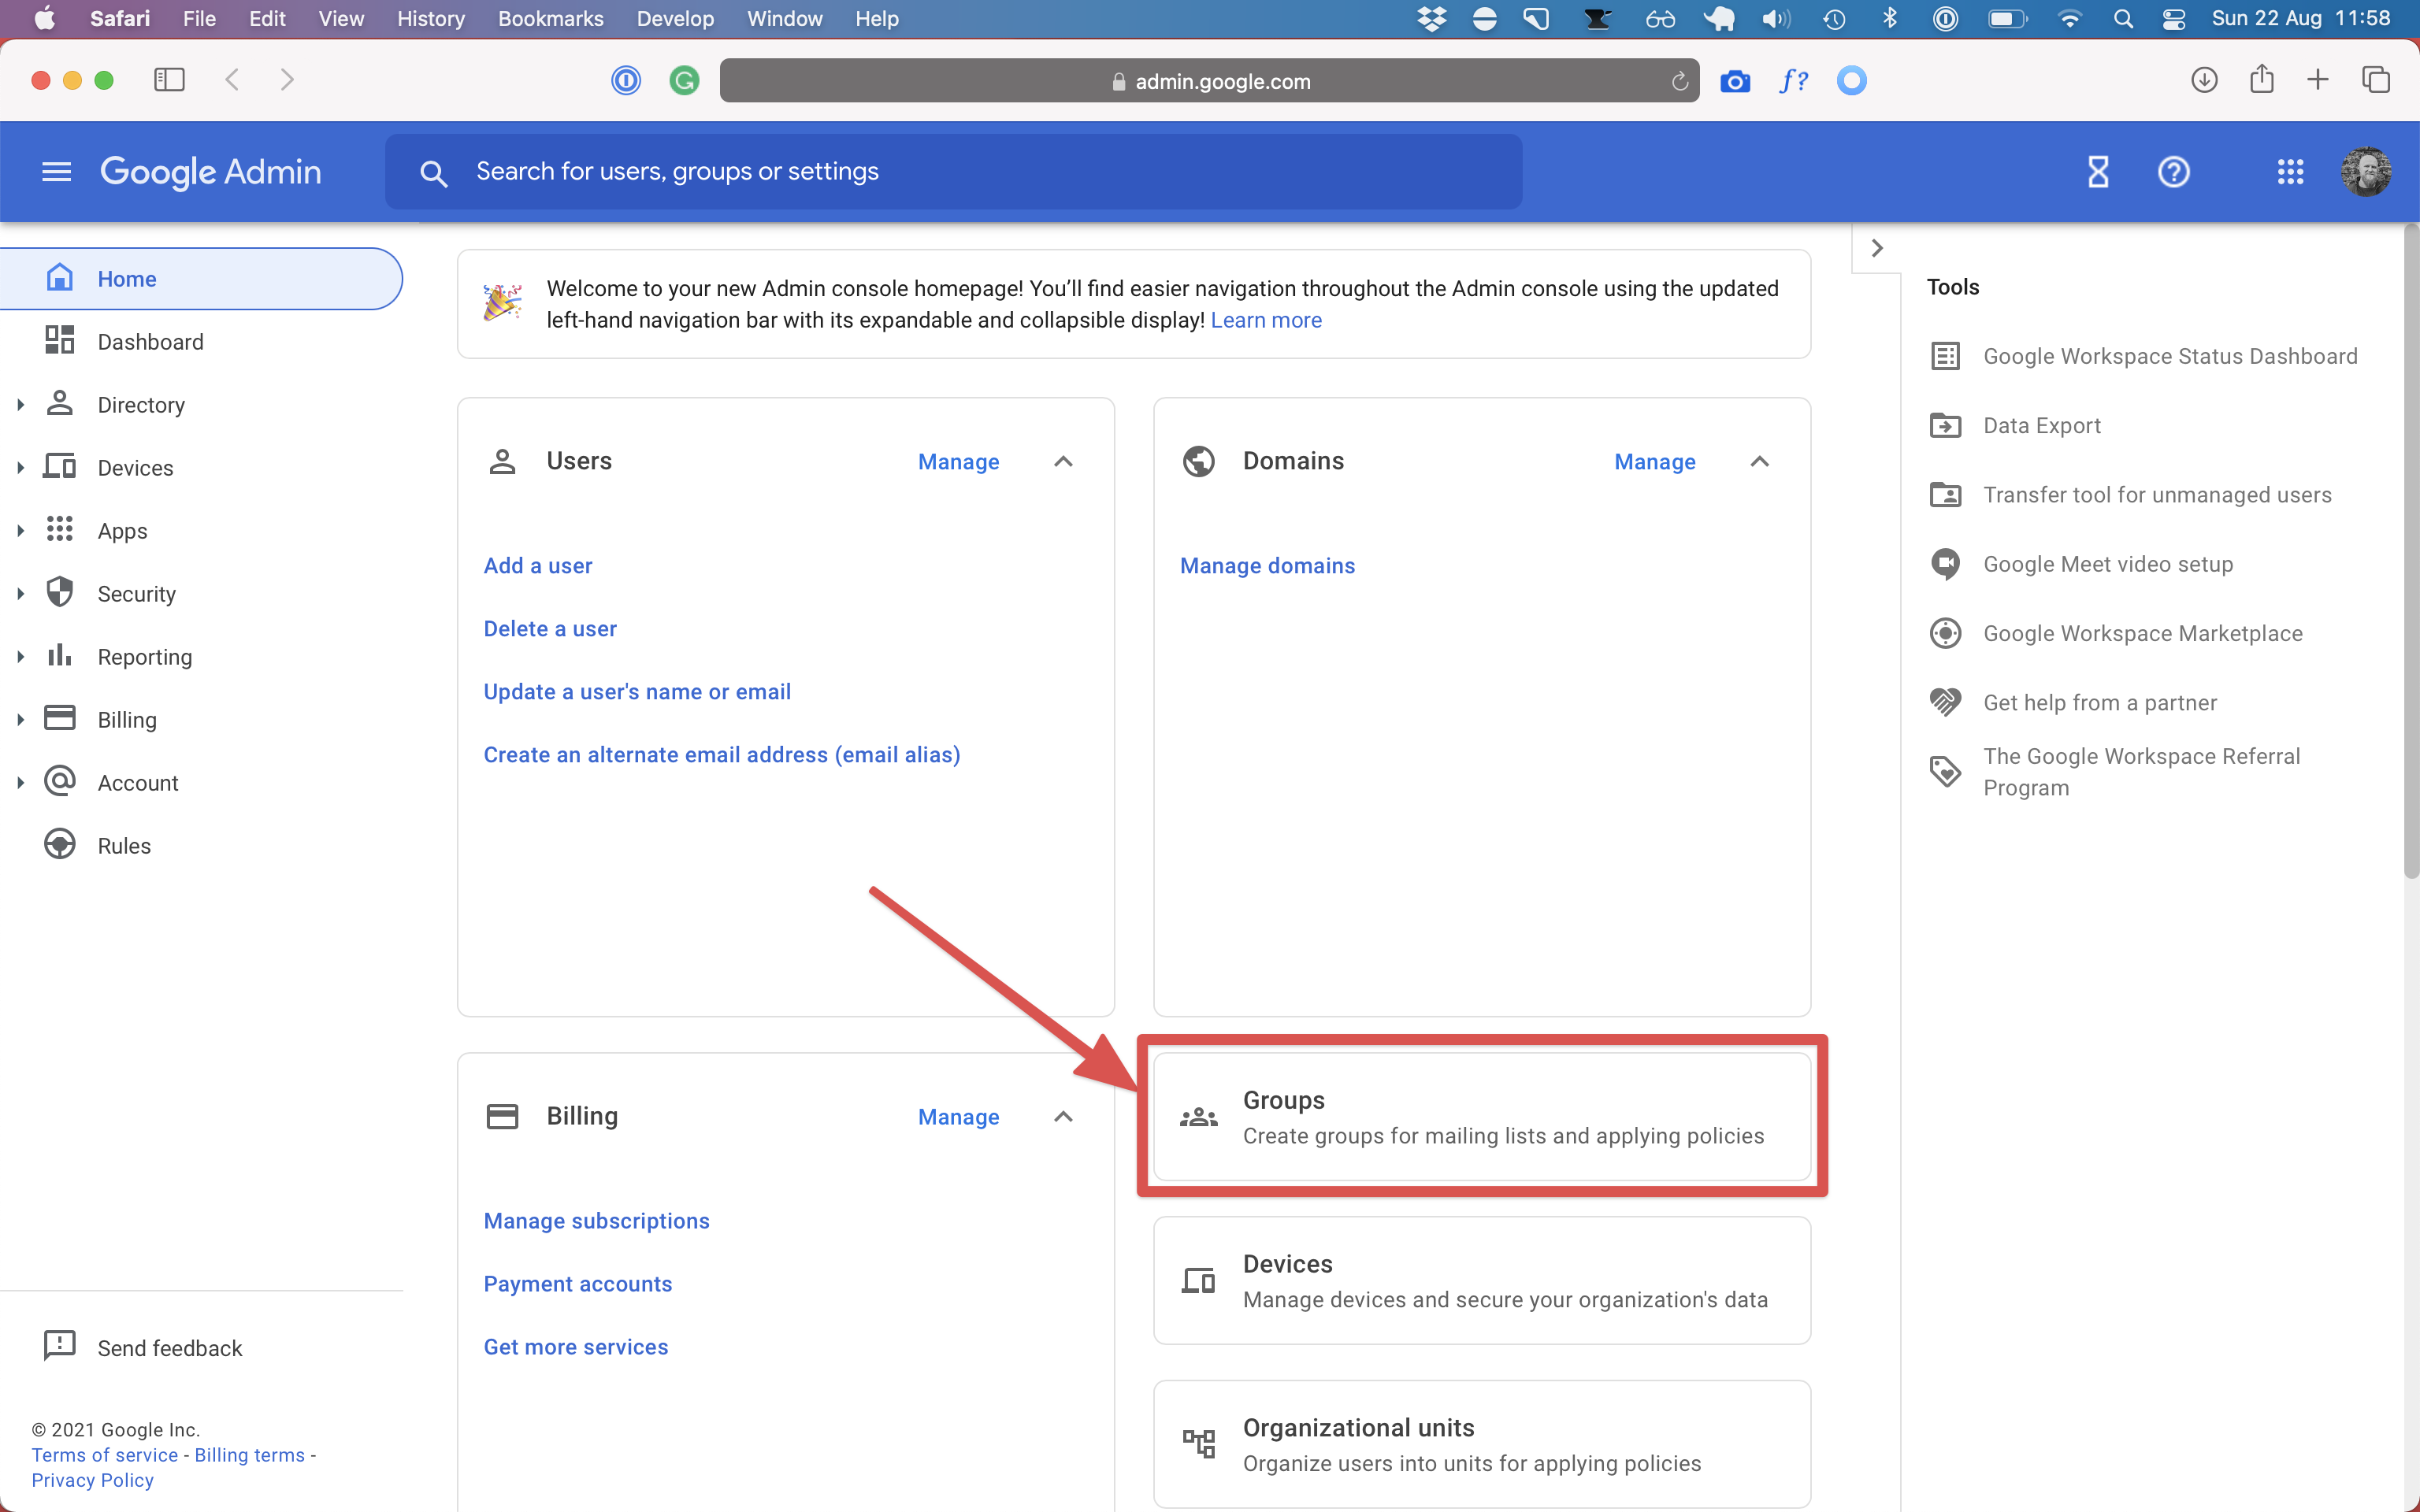 Safari File Edit View History Bookmarks Develop Window Help Sun 22 Aug 11:58
admin.google.com
f?
Google Admin
Search for users, groups or settings
Home
Dashboard
Directory
Devices
Apps
Security
Reporting
Billing
Account
Rules
Send feedback
© 2021 Google Inc.
Terms of service - Billing terms -
Privacy Policy
Welcome to your new Admin console homepage! You’ll find easier navigation throughout the Admin console using the updated
left-hand navigation bar with its expandable and collapsible display! Learn more
Users Manage
Add a user
Delete a user
Update a user's name or email
Create an alternate email address (email alias)
Domains Manage
Manage domains
Billing Manage
Manage subscriptions
Payment accounts
Get more services
Groups
Create groups for mailing lists and applying policies
Devices
Manage devices and secure your organization's data
Organizational units
Organize users into units for applying policies
Tools
Google Workspace Status Dashboard
Data Export
Transfer tool for unmanaged users
Google Meet video setup
Google Workspace Marketplace
Get help from a partner
The Google Workspace Referral
Program